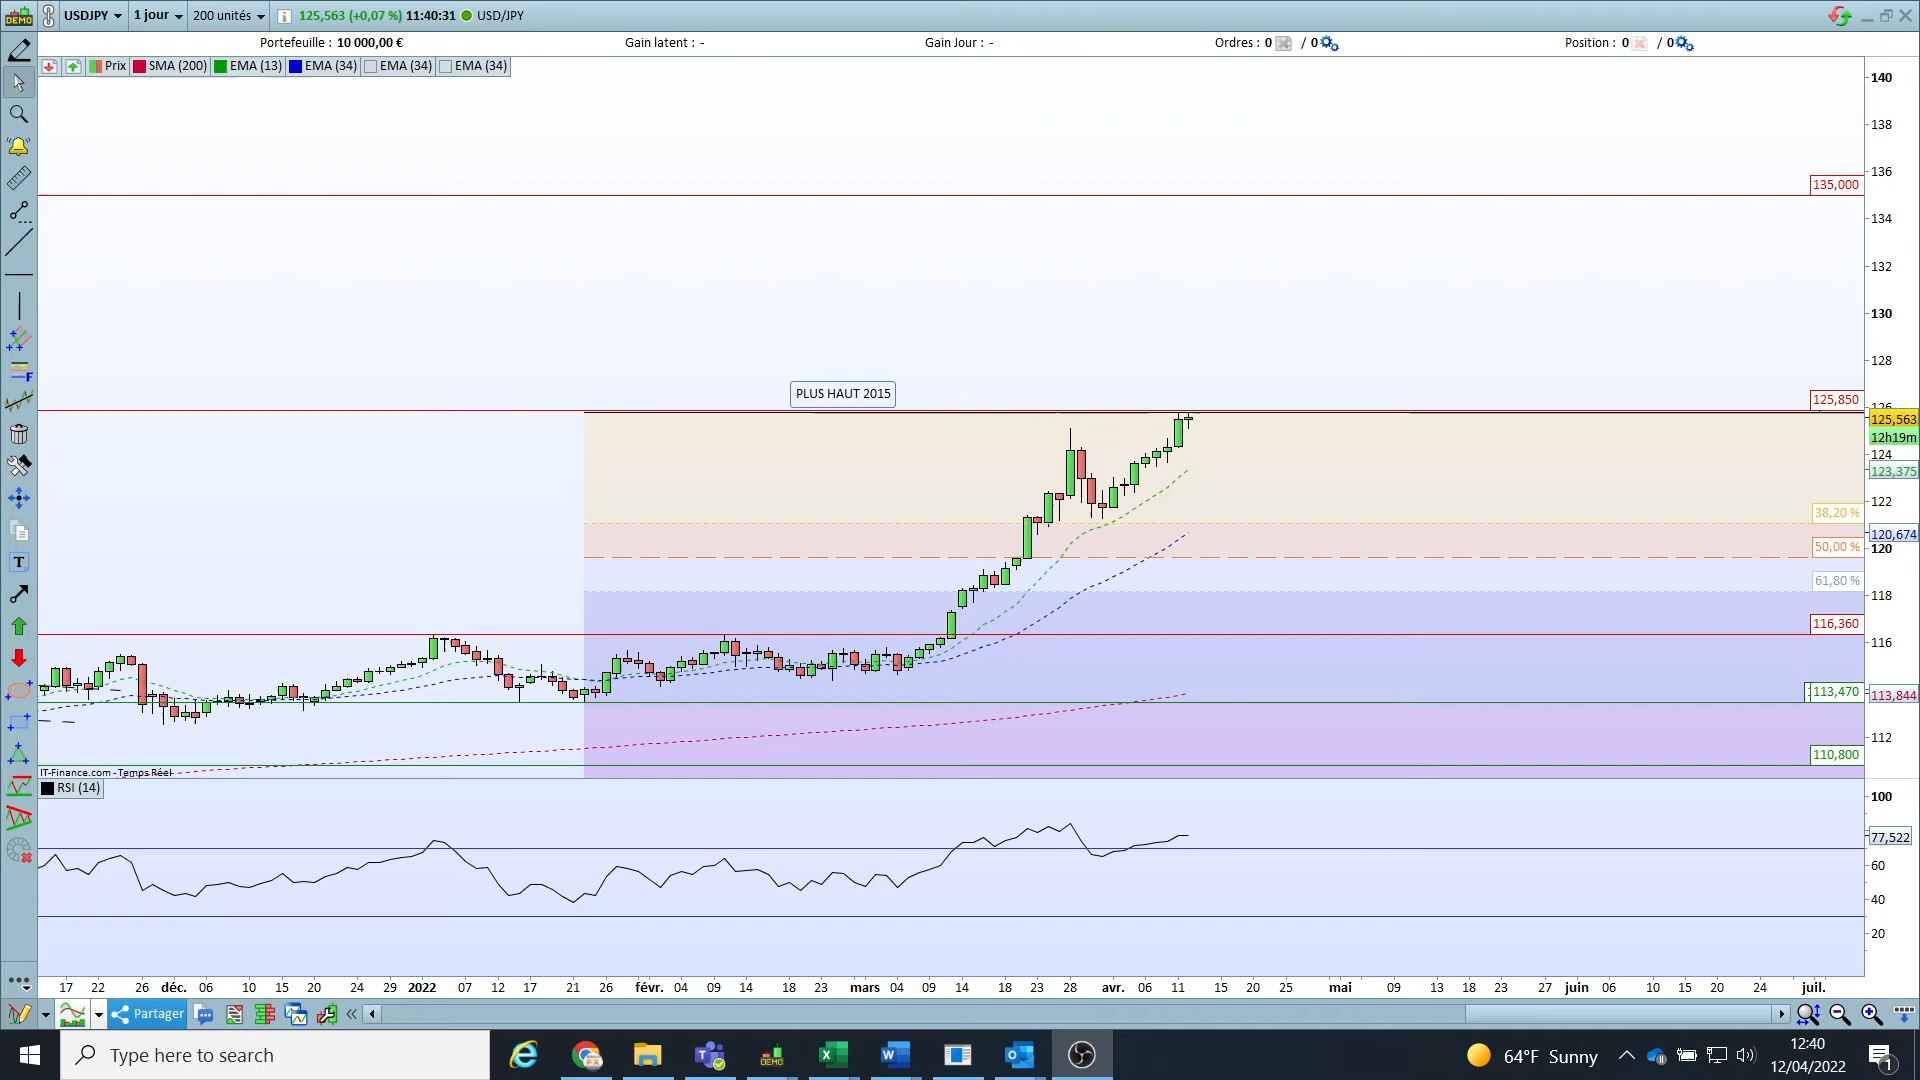 DEMO USDJPY 1 jour 200 unités 125,563 (+0,07 %) 11:40:31 USD/JPY
Portefeuille : 10 000,00 € Gain latent : - Gain Jour : - Ordres : 0 / 0 Position : 0 / 0
Prix SMA (200) EMA (13) EMA (34) EMA (34) EMA (34)
140
138
136
135,000
134
132
130
128
PLUS HAUT 2015
125,850
126
125,563
12h19m
124
123,375
122
38,20 %
120,674
50,00 %
120
61,80 %
118
116,360
116
113,470
113,844
112
110,800
IT-Finance.com - Temps Réel
RSI (14)
100
77,522
60
40
20
17 22 26 déc. 06 10 15 20 24 29 2022 07 12 17 21 26 févr. 04 09 14 18 23 mars 04 09 14 18 23 28 avr. 06 11 15 20 25 mai 09 13 18 23 27 juin 06 10 15 20 24 juil.
Partager
Type here to search
DEMO
64°F Sunny
12:40
12/04/2022
1